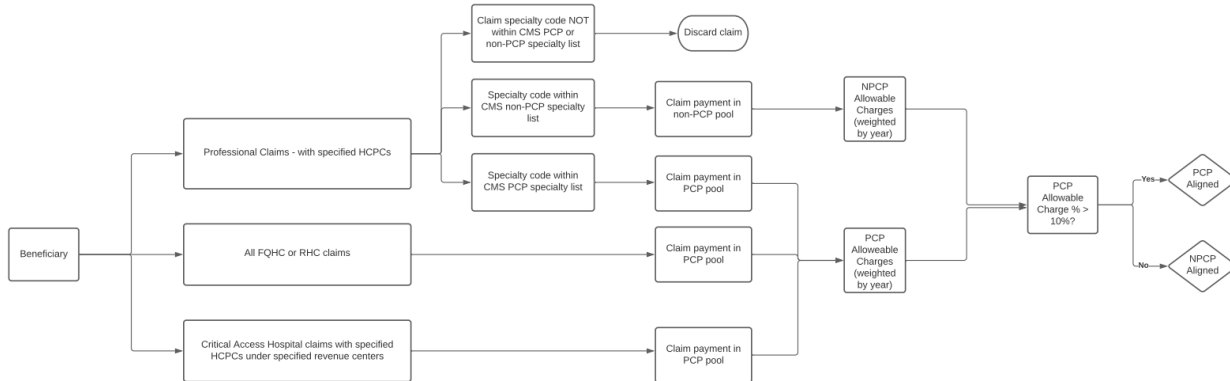 Claim specialty code NOT
within CMS PCP or
non-PCP specialty list
Discard claim
Specialty code within
CMS non-PCP specialty
list
Claim payment in
non-PCP pool
NPCP
Allowable
Charges
(weighted
by year)
Professional Claims - with specified HCPCs
Specialty code within
CMS PCP specialty list
Claim payment in
PCP pool
PCP
Allowable
Charge % >
10%?
Yes
PCP
Aligned
Beneficiary
All FQHC or RHC claims
Claim payment in
PCP pool
PCP
Alloweable
Charges
(weighted
by year)
No
NPCP
Aligned
Critical Access Hospital claims with specified
HCPCs under specified revenue centers
Claim payment in
PCP pool